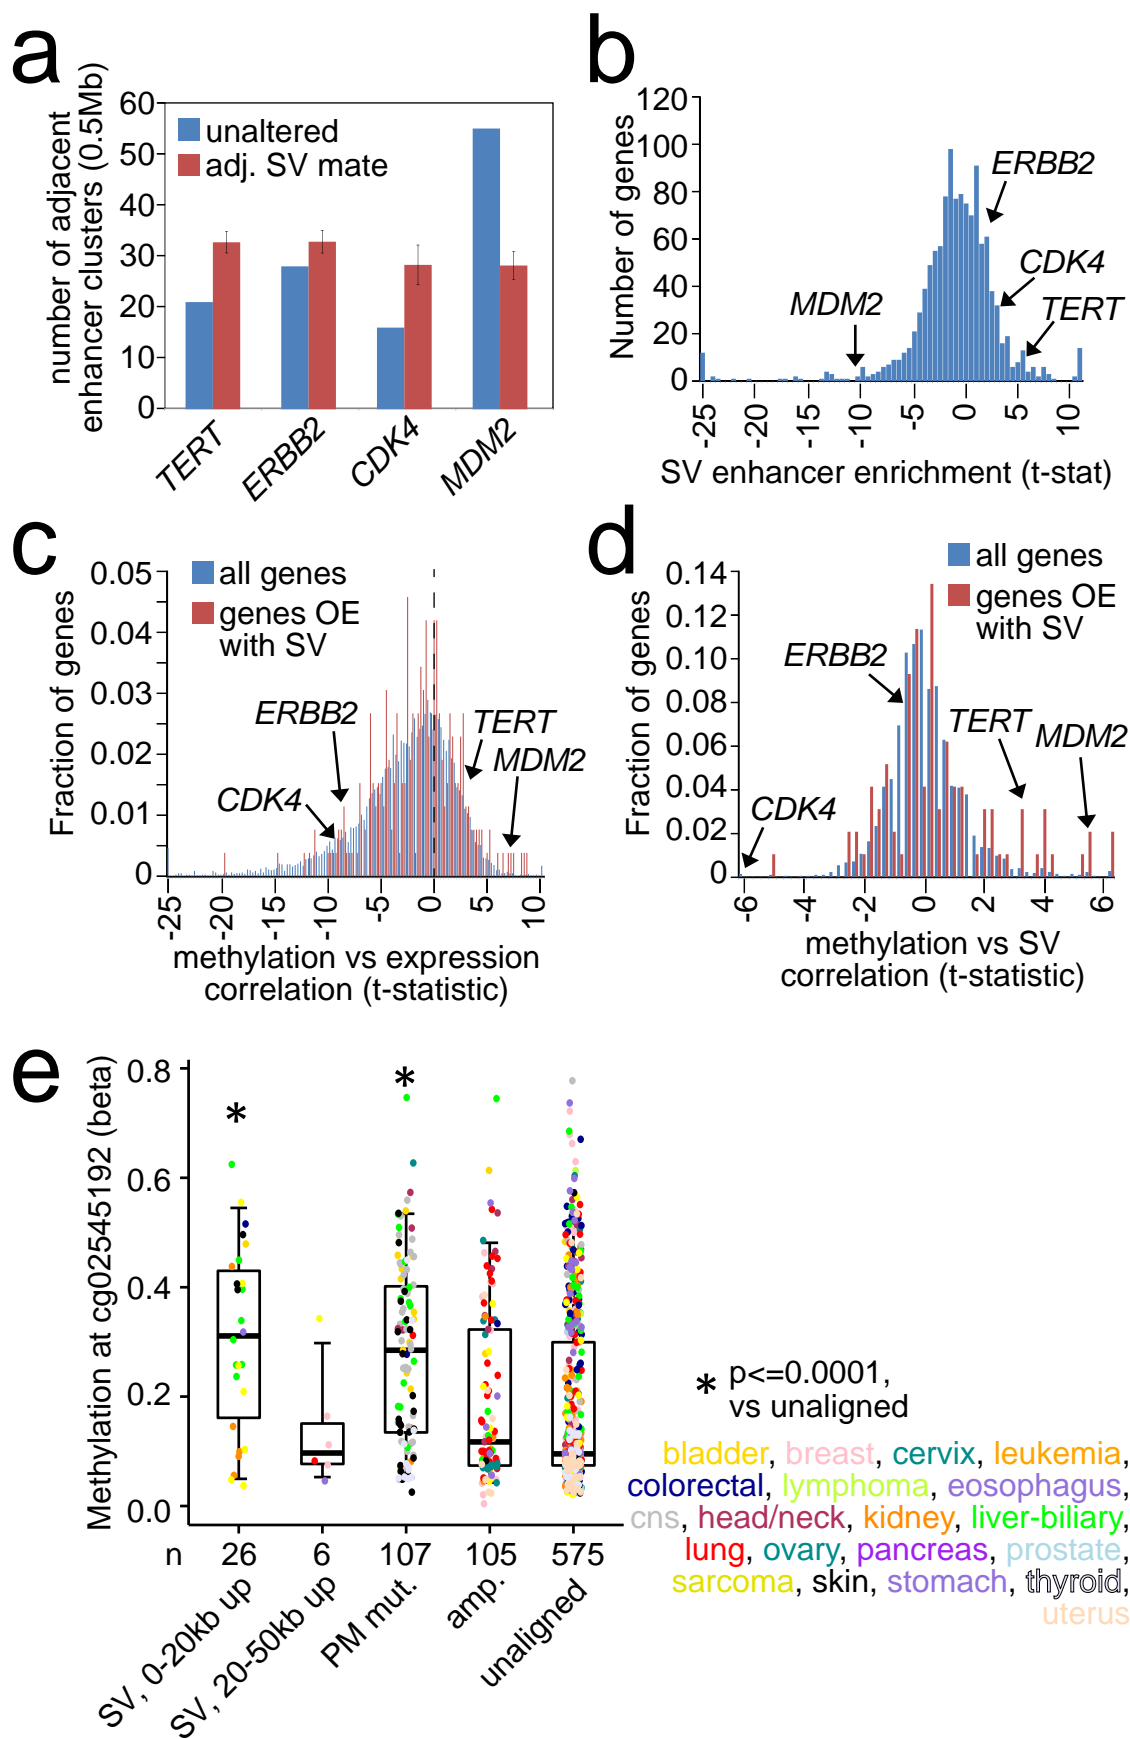 a
number of adjacent
enhancer clusters (0.5Mb)
60
50
40
30
20
10
0
unaltered
adj. SV mate
TERT
ERBB2
CDK4
MDM2
b
Number of genes
120
100
80
60
40
20
0
ERBB2
CDK4
TERT
MDM2
-25
-20
-15
-10
-5
0
5
10
SV enhancer enrichment (t-stat)
c
Fraction of genes
0.05
0.04
0.03
0.02
0.01
0
all genes
genes OE
with SV
ERBB2
TERT
MDM2
CDK4
-25
-20
-15
-10
-5
0
5
10
methylation vs expression
correlation (t-statistic)
d
Fraction of genes
0.14
0.12
0.10
0.08
0.06
0.04
0.02
0
all genes
genes OE
with SV
ERBB2
TERT
MDM2
CDK4
-6
-4
-2
0
2
4
6
methylation vs SV
correlation (t-statistic)
e
Methylation at cg02545192 (beta)
0.8
0.6
0.4
0.2
0.0
*
*
n 26 6 107 105 575
SV, 0-20kb up
SV, 20-50kb up
PM mut.
amp.
unaligned
* p<=0.0001,
vs unaligned
bladder, breast, cervix, leukemia,
colorectal, lymphoma, eosophagus,
cns, head/neck, kidney, liver-biliary,
lung, ovary, pancreas, prostate,
sarcoma, skin, stomach, thyroid,
uterus